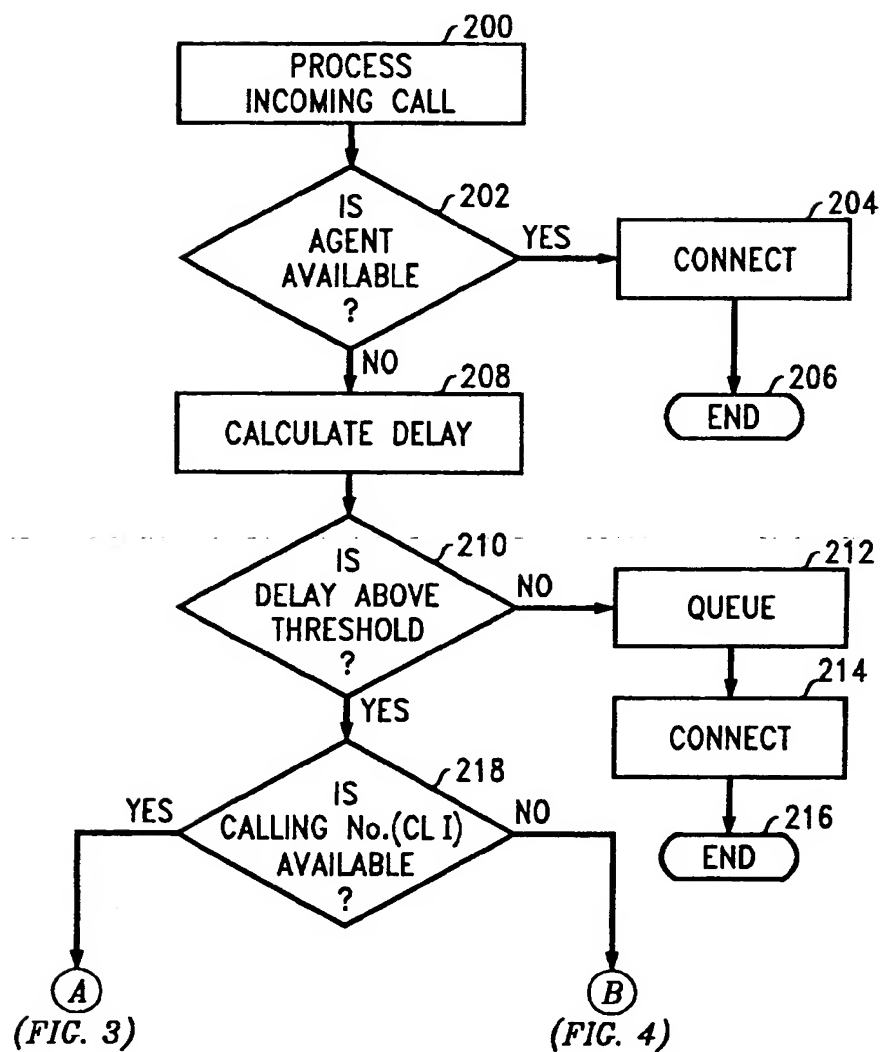 200
PROCESS
INCOMING CALL
202
IS
AGENT
AVAILABLE
?
YES
204
CONNECT
206
END
NO
208
CALCULATE DELAY
210
IS
DELAY ABOVE
THRESHOLD
?
NO
212
QUEUE
214
CONNECT
216
END
YES
218
IS
CALLING No.(CL I)
AVAILABLE
?
YES
NO
A
(FIG. 3)
B
(FIG. 4)